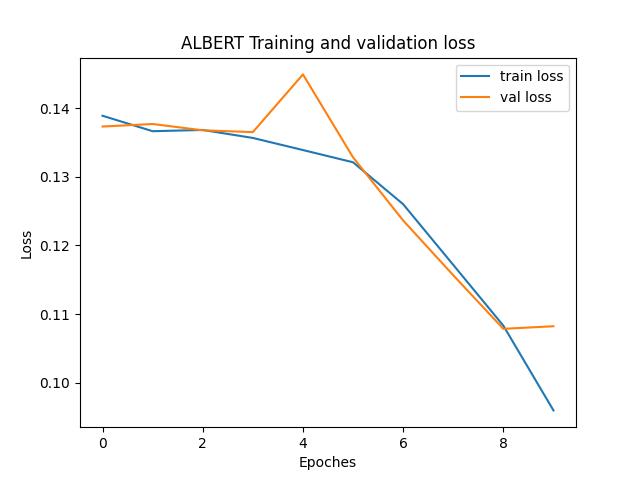 ALBERT Training and validation loss
train loss
val loss
0.14
0.13
0.12
0.11
0.10
Loss
0 2 4 6 8
Epoches